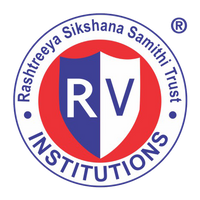 • Rashtreeya Sikshana Samithi Trust •
®
RV
INSTITUTIONS